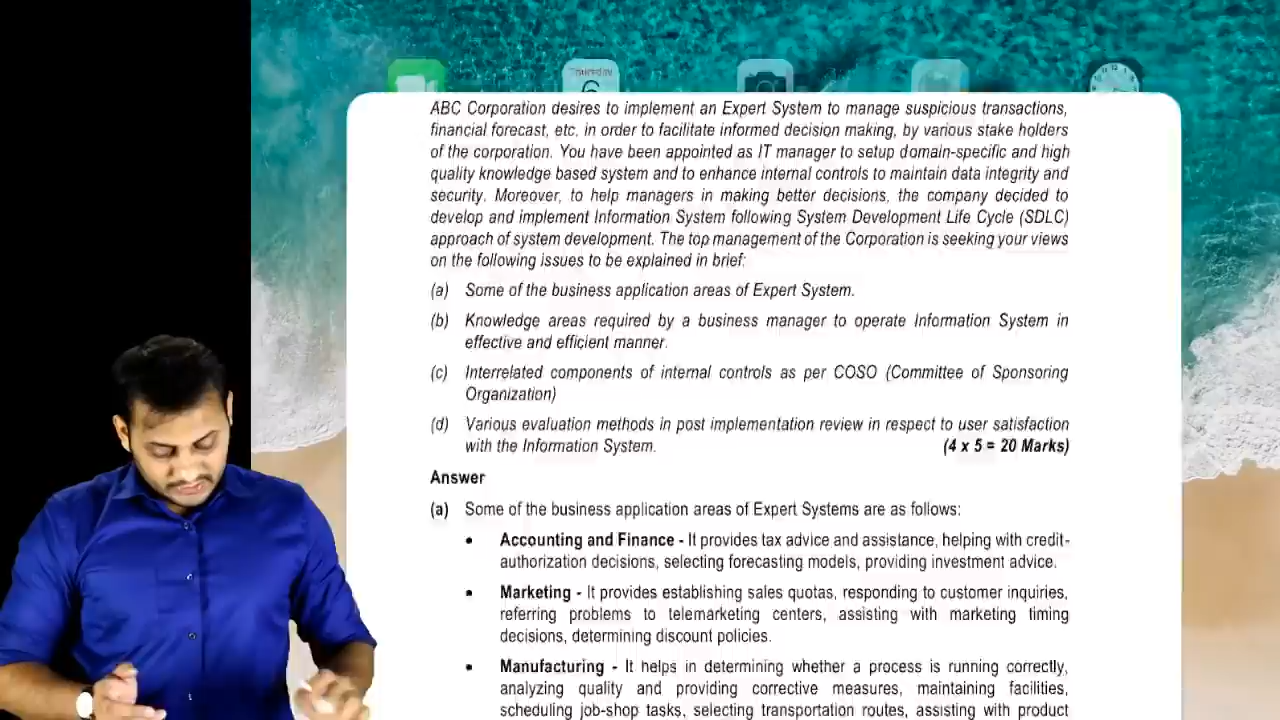 Thursday
6
ABC Corporation desires to implement an Expert System to manage suspicious transactions,
financial forecast, etc. in order to facilitate informed decision making, by various stake holders
of the corporation. You have been appointed as IT manager to setup domain-specific and high
quality knowledge based system and to enhance internal controls to maintain data integrity and
security. Moreover, to help managers in making better decisions, the company decided to
develop and implement Information System following System Development Life Cycle (SDLC)
approach of system development. The top management of the Corporation is seeking your views
on the following issues to be explained in brief:
(a) Some of the business application areas of Expert System.
(b) Knowledge areas required by a business manager to operate Information System in
effective and efficient manner.
(c) Interrelated components of internal controls as per COSO (Committee of Sponsoring
Organization)
(d) Various evaluation methods in post implementation review in respect to user satisfaction
with the Information System. (4 x 5 = 20 Marks)
Answer
(a) Some of the business application areas of Expert Systems are as follows:
• Accounting and Finance - It provides tax advice and assistance, helping with credit-
authorization decisions, selecting forecasting models, providing investment advice.
• Marketing - It provides establishing sales quotas, responding to customer inquiries,
referring problems to telemarketing centers, assisting with marketing timing
decisions, determining discount policies.
• Manufacturing - It helps in determining whether a process is running correctly,
analyzing quality and providing corrective measures, maintaining facilities,
scheduling job-shop tasks, selecting transportation routes, assisting with product